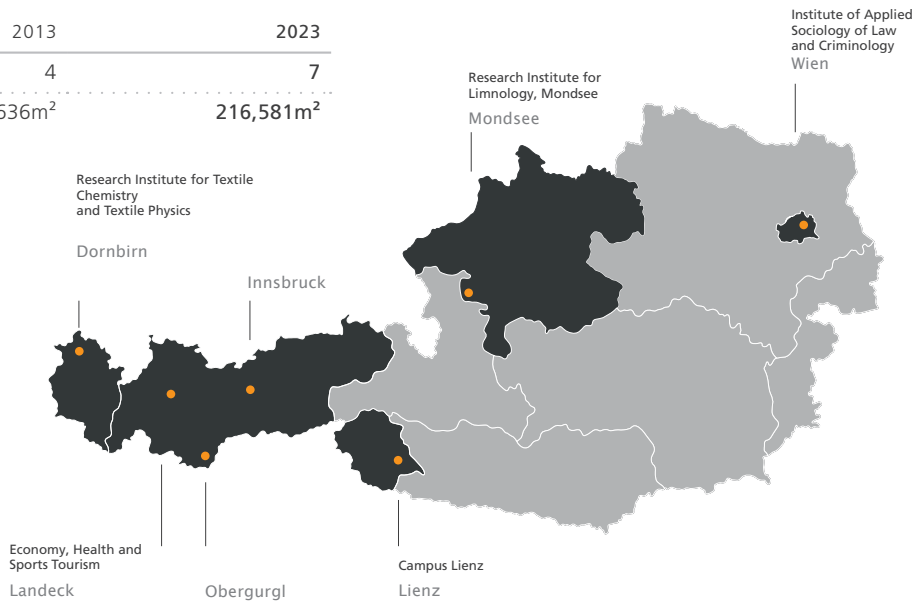 2013 2023
4 7
636m² 216,581m²
Institute of Applied
Sociology of Law
and Criminology
Wien
Research Institute for
Limnology, Mondsee
Mondsee
Research Institute for Textile
Chemistry
and Textile Physics
Dornbirn
Innsbruck
Economy, Health and
Sports Tourism
Landeck
Obergurgl
Campus Lienz
Lienz